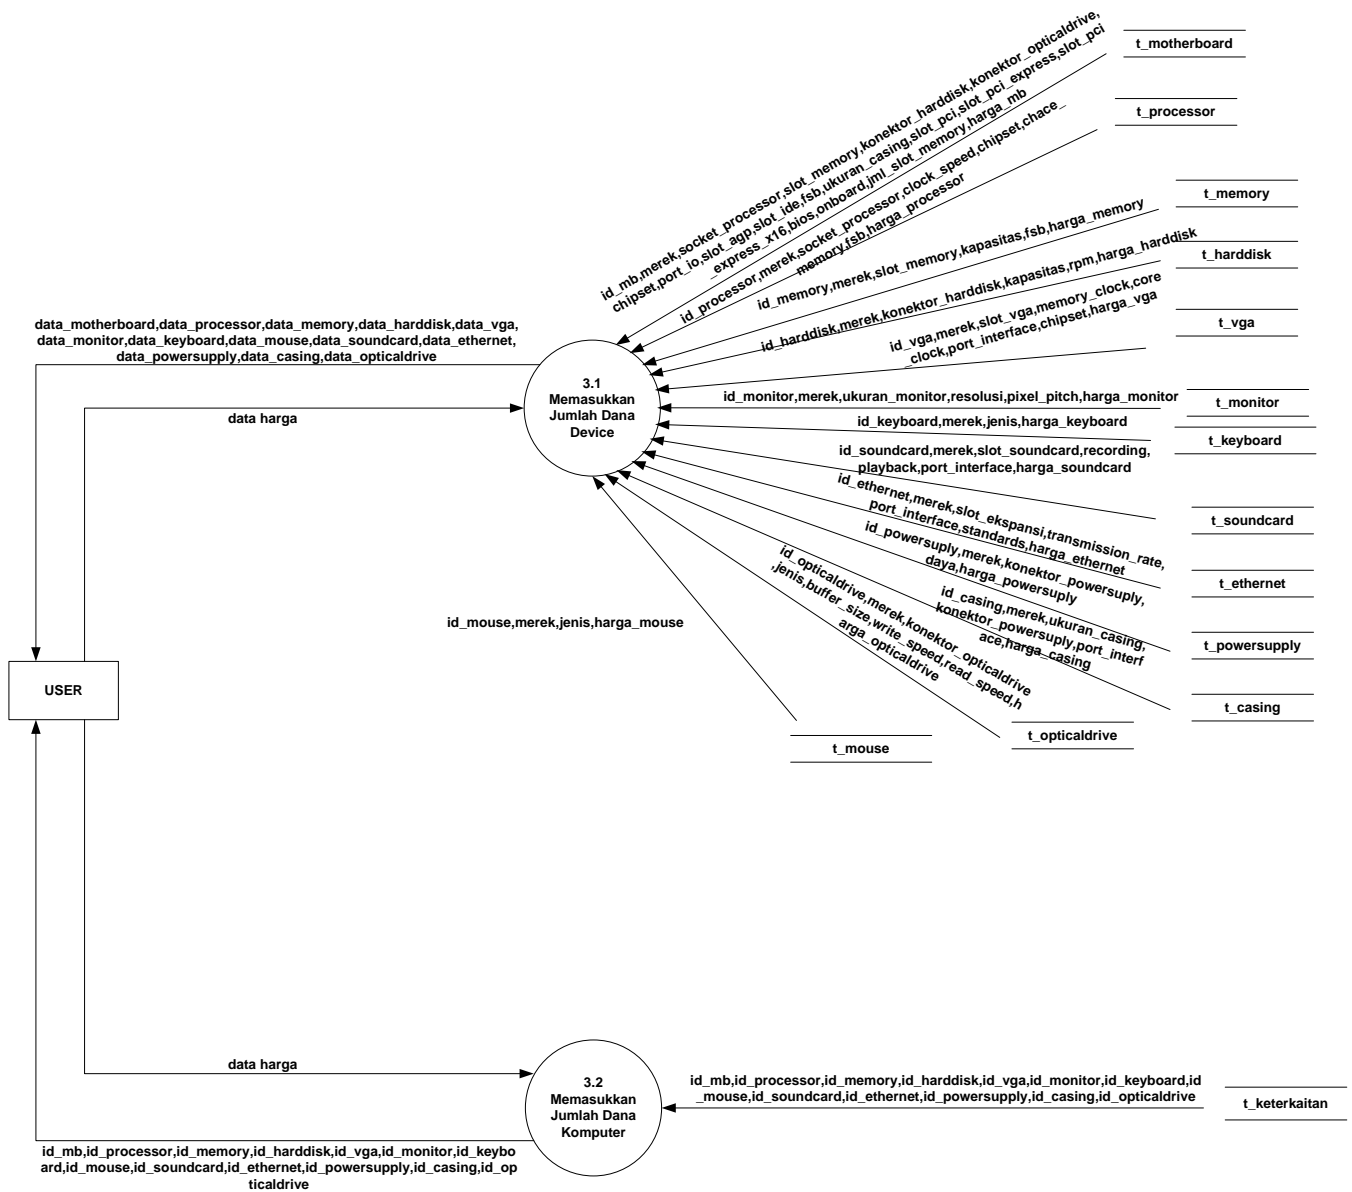 id_mb,merek,socket_processor,slot_memory,konektor_harddisk,konektor_opticaldrive,
chipset,port_io,slot_agp,slot_ide,fsb,ukuran_casing,slot_pci,slot_pci_express,slot_pci
_express_x16,bios,onboard,jml_slot_memory,harga_mb
t_motherboard
id_processor,merek,socket_processor,clock_speed,chipset,chace_
memory,fsb,harga_processor
t_processor
id_memory,merek,slot_memory,kapasitas,fsb,harga_memory
t_memory
id_harddisk,merek,konektor_harddisk,kapasitas,rpm,harga_harddisk
t_harddisk
id_vga,merek,slot_vga,memory_clock,core
_clock,port_interface,chipset,harga_vga
t_vga
data_motherboard,data_processor,data_memory,data_harddisk,data_vga,
data_monitor,data_keyboard,data_mouse,data_soundcard,data_ethernet,
data_powersupply,data_casing,data_opticaldrive
data harga
3.1
Memasukkan
Jumlah Dana
Device
id_monitor,merek,ukuran_monitor,resolusi,pixel_pitch,harga_monitor
t_monitor
id_keyboard,merek,jenis,harga_keyboard
t_keyboard
id_soundcard,merek,slot_soundcard,recording,
playback,port_interface,harga_soundcard
t_soundcard
id_ethernet,merek,slot_ekspansi,transmission_rate,
port_interface,standards,harga_ethernet
t_ethernet
id_powersuply,merek,konektor_powersuply,
daya,harga_powersuply
t_powersupply
id_casing,merek,ukuran_casing,
konektor_powersuply,port_interf
ace,harga_casing
t_casing
id_opticaldrive,merek,konektor_opticaldrive
,jenis,buffer_size,write_speed,read_speed,h
arga_opticaldrive
t_opticaldrive
id_mouse,merek,jenis,harga_mouse
t_mouse
USER
data harga
3.2
Memasukkan
Jumlah Dana
Komputer
id_mb,id_processor,id_memory,id_harddisk,id_vga,id_monitor,id_keyboard,id
_mouse,id_soundcard,id_ethernet,id_powersupply,id_casing,id_opticaldrive
t_keterkaitan
id_mb,id_processor,id_memory,id_harddisk,id_vga,id_monitor,id_keybo
ard,id_mouse,id_soundcard,id_ethernet,id_powersupply,id_casing,id_op
ticaldrive